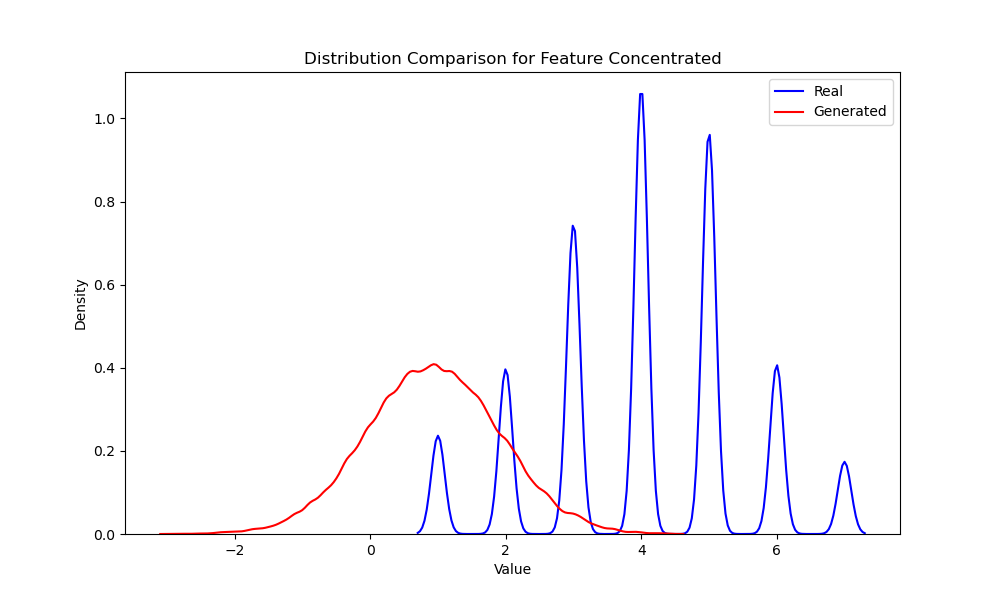 Distribution Comparison for Feature Concentrated
Real
Generated
1.0
0.8
0.6
0.4
0.2
0.0
Density
−2
0
2
4
6
Value